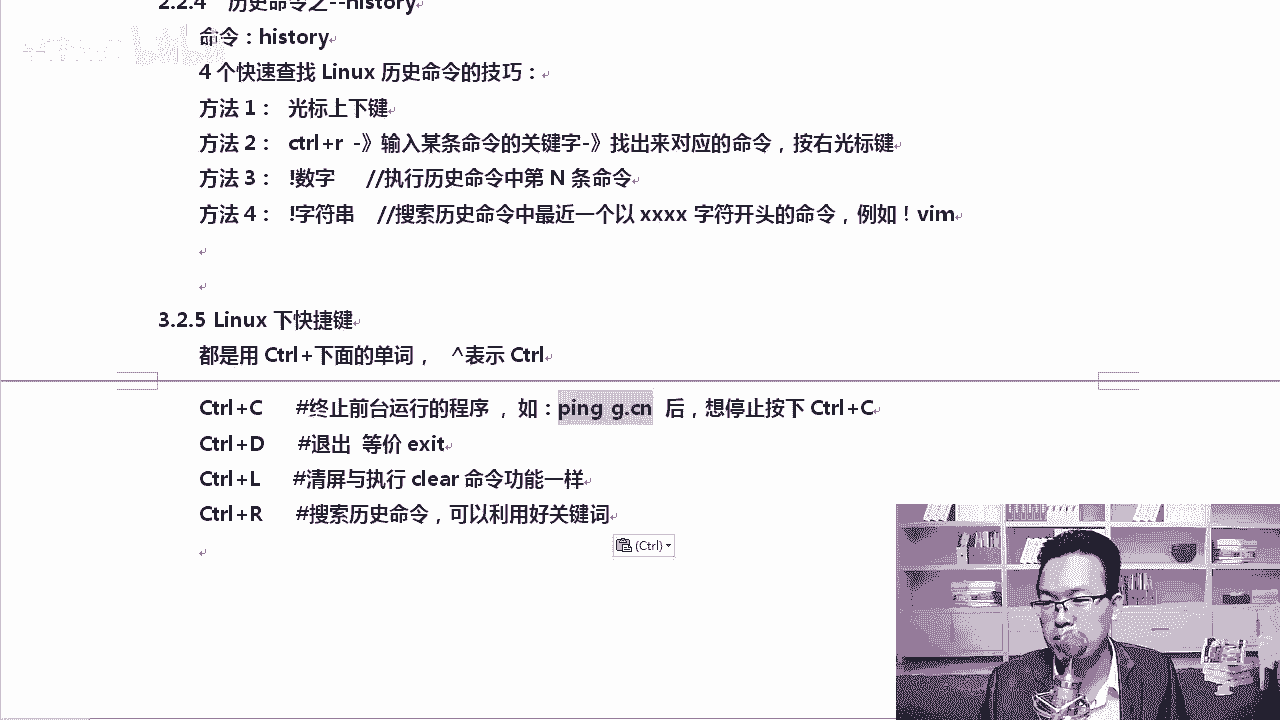 2.2.4 历史命令之--history
命令：history
4 个快速查找 Linux 历史命令的技巧：
方法 1： 光标上下键
方法 2： ctrl+r -》输入某条命令的关键字-》找出来对应的命令，按右光标键
方法 3： !数字 //执行历史命令中第 N 条命令
方法 4： !字符串 //搜索历史命令中最近一个以 xxxx 字符开头的命令，例如！vim
3.2.5 Linux 下快捷键
都是用 Ctrl+下面的单词， ^表示 Ctrl
Ctrl+C #终止前台运行的程序 ，如：ping g.cn 后，想停止按下 Ctrl+C
Ctrl+D #退出 等价 exit
Ctrl+L #清屏与执行 clear 命令功能一样
Ctrl+R #搜索历史命令，可以利用好关键词
(Ctrl)